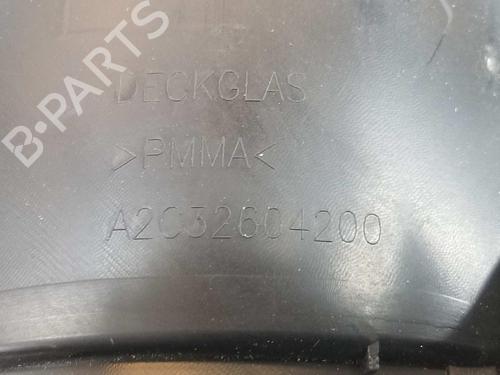 B-PARTS
DECKGLAS
>PMMA<
A2C32604200